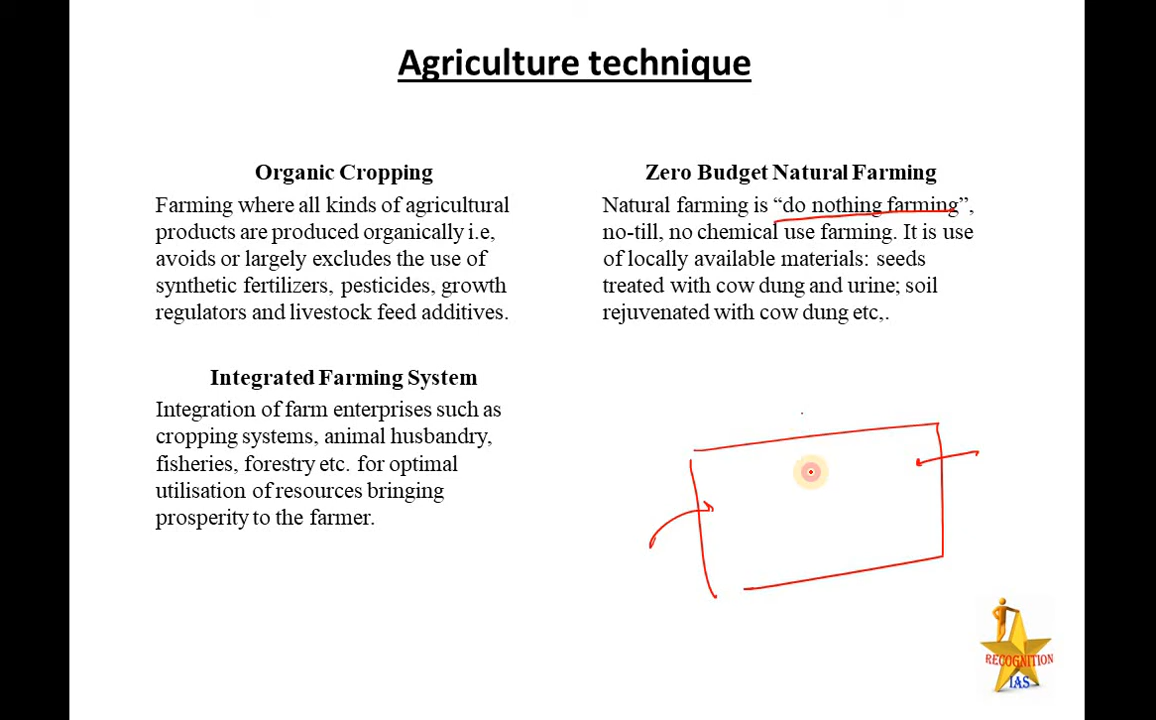 Agriculture technique
Organic Cropping
Farming where all kinds of agricultural
products are produced organically i.e,
avoids or largely excludes the use of
synthetic fertilizers, pesticides, growth
regulators and livestock feed additives.
Integrated Farming System
Integration of farm enterprises such as
cropping systems, animal husbandry,
fisheries, forestry etc. for optimal
utilisation of resources bringing
prosperity to the farmer.
Zero Budget Natural Farming
Natural farming is “do nothing farming”,
no-till, no chemical use farming. It is use
of locally available materials: seeds
treated with cow dung and urine; soil
rejuvenated with cow dung etc,.
RECOGNITION
IAS